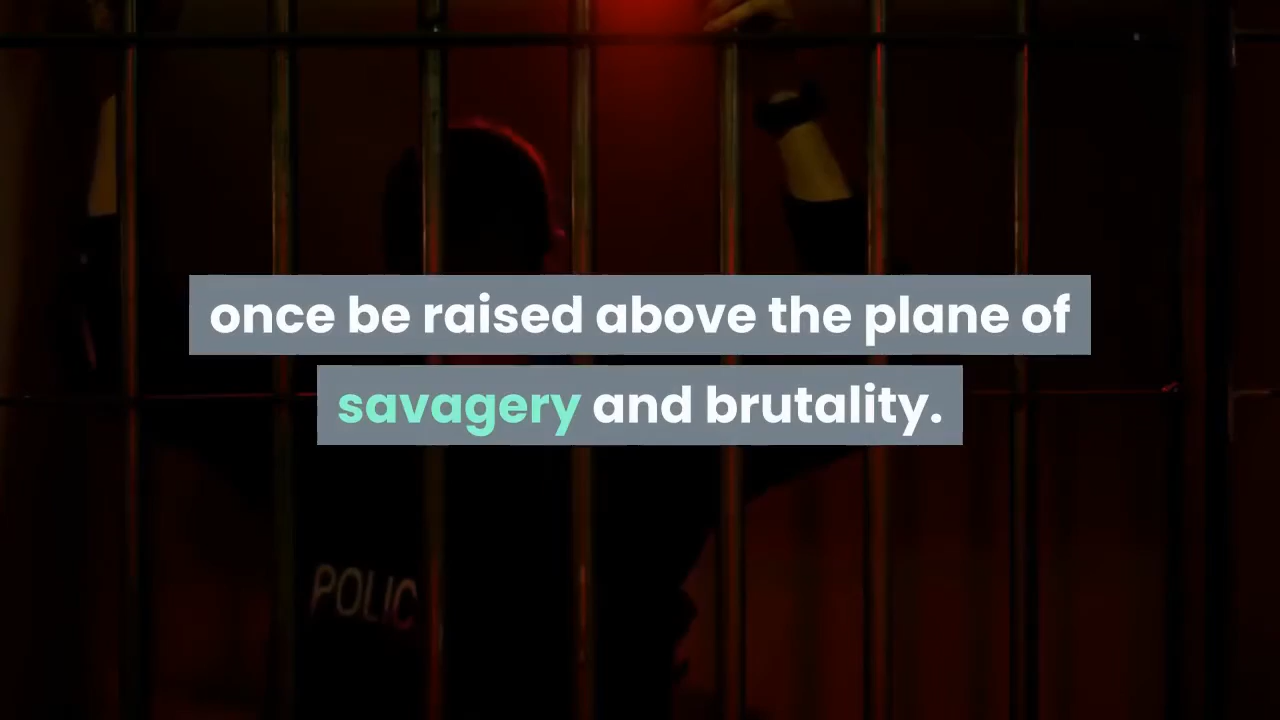 once be raised above the plane of
savagery and brutality.
POLIC